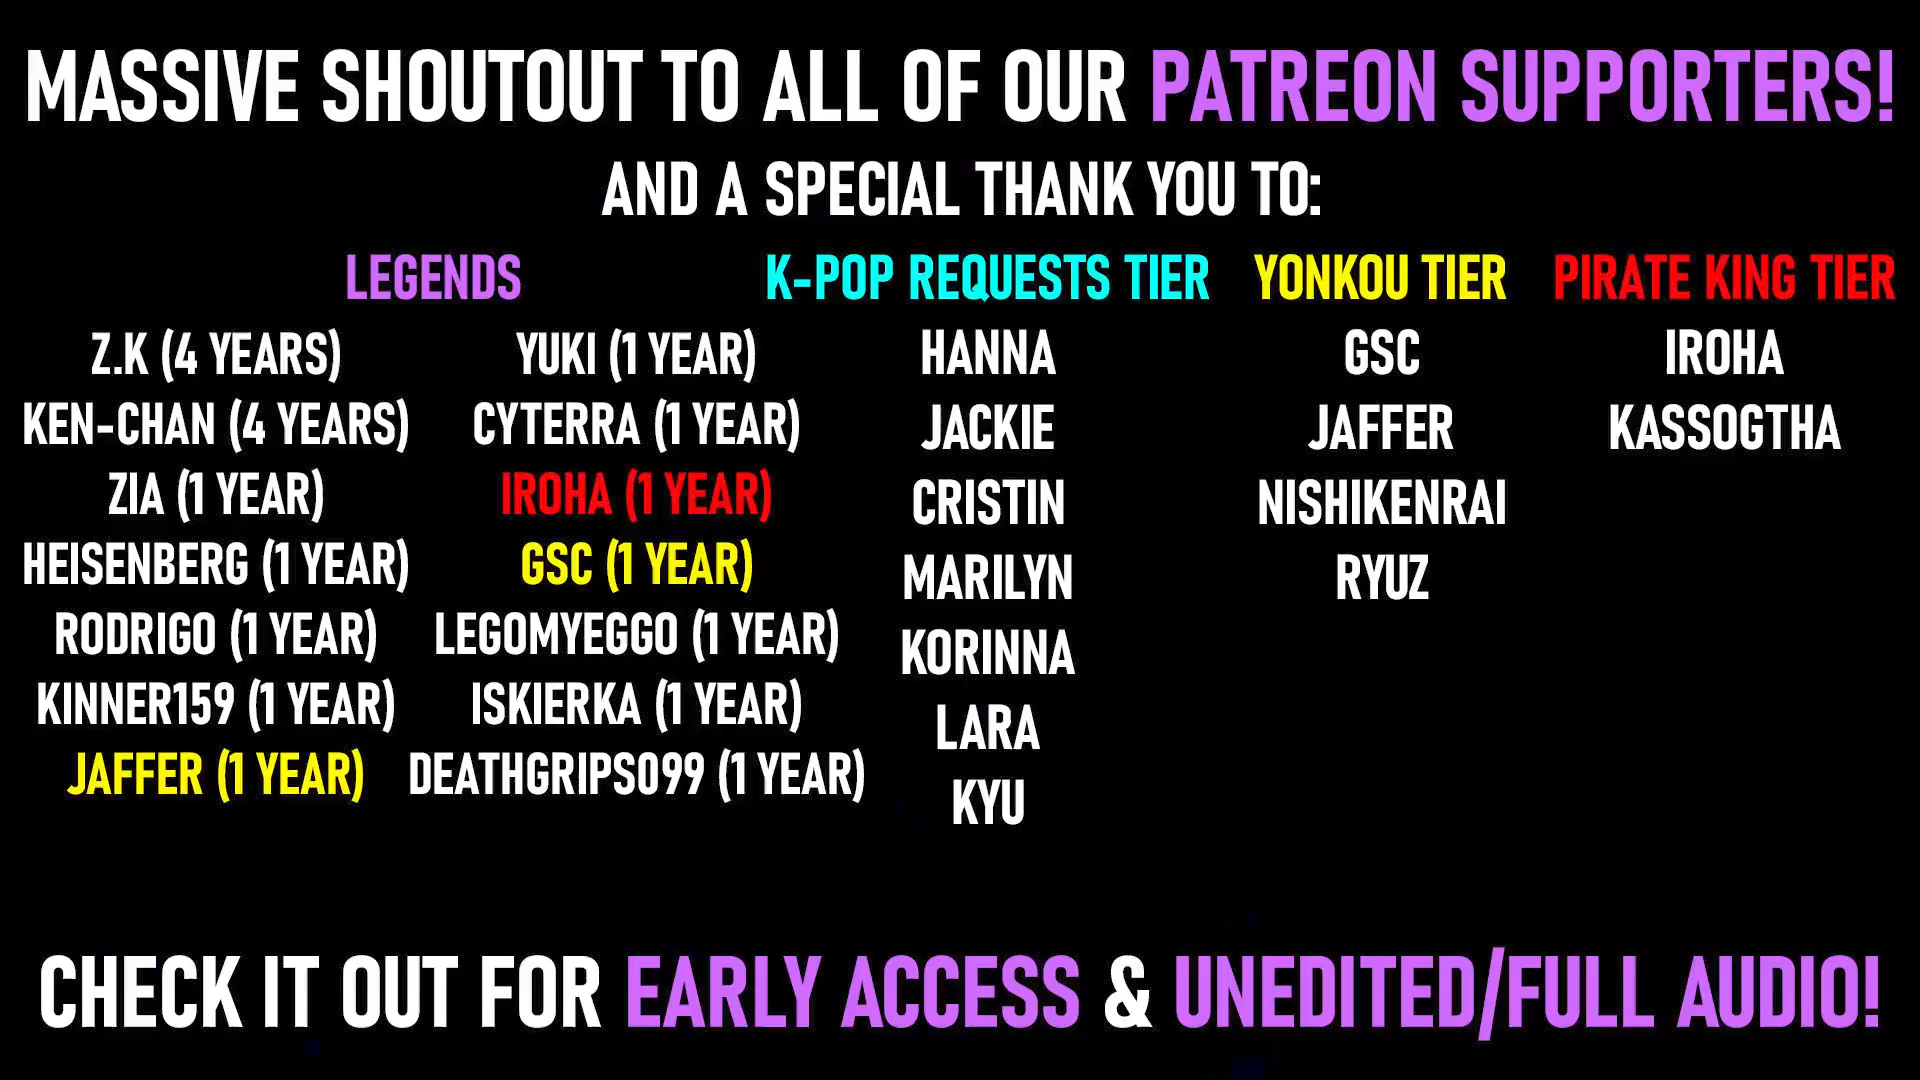 MASSIVE SHOUTOUT TO ALL OF OUR PATREON SUPPORTERS!
AND A SPECIAL THANK YOU TO:
LEGENDS
Z.K (4 YEARS)
KEN-CHAN (4 YEARS)
ZIA (1 YEAR)
HEISENBERG (1 YEAR)
RODRIGO (1 YEAR)
KINNER159 (1 YEAR)
JAFFER (1 YEAR)
YUKI (1 YEAR)
CYTERRA (1 YEAR)
IROHA (1 YEAR)
GSC (1 YEAR)
LEGOMYEGGO (1 YEAR)
ISKIERKA (1 YEAR)
DEATHGRIPS099 (1 YEAR)
K-POP REQUESTS TIER
HANNA
JACKIE
CRISTIN
MARILYN
KORINNA
LARA
KYU
YONKOU TIER
GSC
JAFFER
NISHIKENRAI
RYUZ
PIRATE KING TIER
IROHA
KASSOGTHA
CHECK IT OUT FOR EARLY ACCESS & UNEDITED/FULL AUDIO!